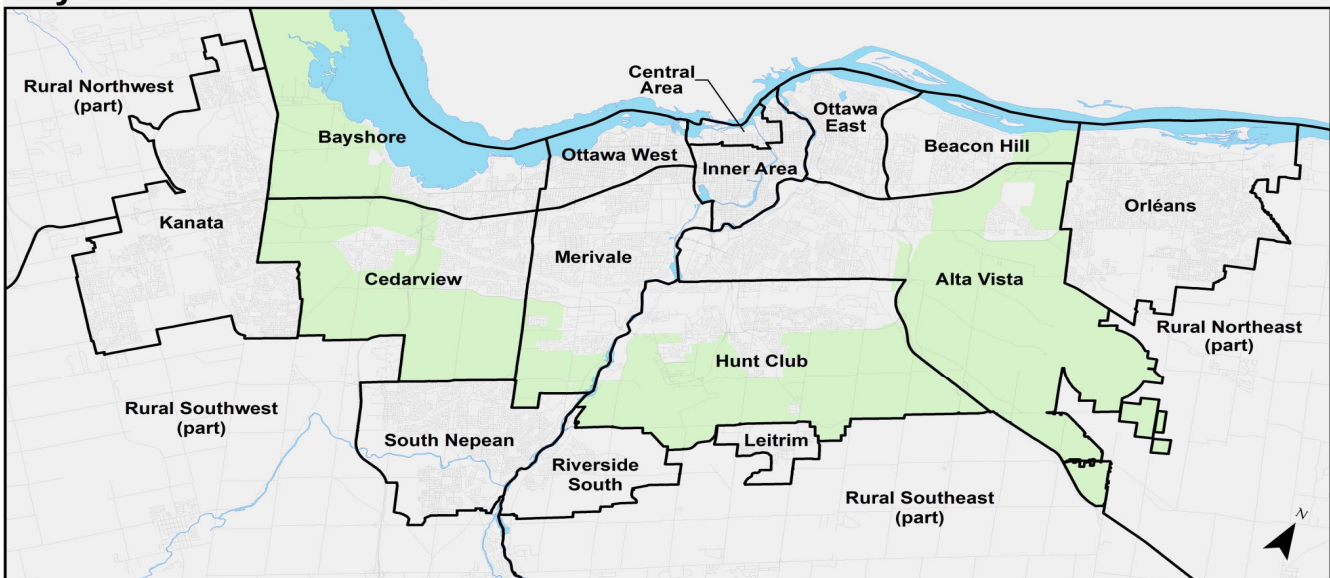 Central
Area
Rural Northwest
(part)
Ottawa
East
Bayshore
Beacon Hill
Ottawa West
Inner Area
Kanata
Orléans
Merivale
Cedarview
Alta Vista
Rural Northeast
(part)
Hunt Club
Rural Southwest
(part)
South Nepean
Leitrim
Riverside
South
Rural Southeast
(part)
N